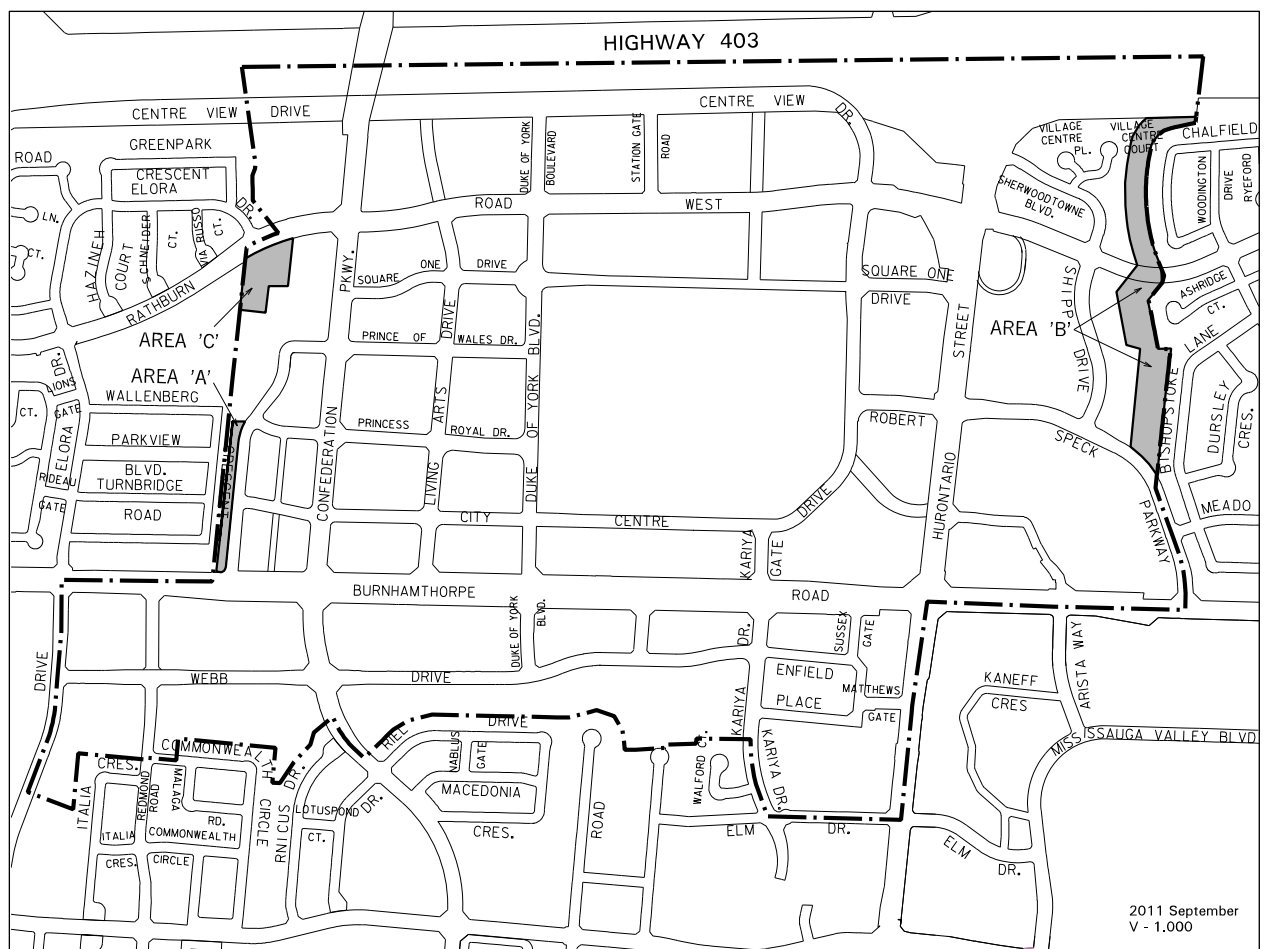 HIGHWAY 403
CENTRE VIEW DRIVE
CENTRE VIEW
DR.
GREENPARK
ROAD
CRESCENT
ELORA
DR.
LN.
CT.
HAZINEH
COURT
SCHNEIDER
CT.
VIA RUSSO
CT.
RATHBURN
ROAD
WEST
DUKE OF YORK
BOULEVARD
STATION GATE
ROAD
VILLAGE
CENTRE
PL.
VILLAGE
CENTRE
COURT
CHALFIELD
SHERWOODTOWNE
BLVD.
WOODINGTON
DRIVE
RYEFORD
PKWY.
SQUARE ONE DRIVE
SQUARE ONE
DRIVE
AREA 'C'
AREA 'A'
AREA 'B'
PRINCE OF
WALES DR.
DRIVE
STREET
SHIPP
DRIVE
ASHRIDGE
CT.
LANE
BISHOPSTOKE
DURSLEY
CRES.
DR.
LIONS
GATE
CT.
ELORA
RIDEAU
GATE
WALLENBERG
PARKVIEW
BLVD.
TURNBRIDGE
ROAD
CRESCENT
CONFEDERATION
PRINCESS
ROYAL DR.
LIVING
ARTS
DUKE OF YORK BLVD.
ROBERT
SPECK
PARKWAY
MEADO
HURONTARIO
CITY
CENTRE
DRIVE
KARIYA
GATE
BURNHAMTHORPE
ROAD
DUKE OF YORK
BLVD.
DR.
SUSSEX
GATE
DRIVE
WEBB
DRIVE
ENFIELD
PLACE
MATTHEWS
GATE
KARIYA
KARIYA DR.
KANEFF
CRES
ARISTA WAY
MISSISSAUGA VALLEY BLVD
RIEL
DRIVE
COMMONWEALTH
CIRCLE
CRES.
ITALIA
REDMOND
ROAD
MALAGA
RD.
ITALIA
COMMONWEALTH
CRES.
CIRCLE
DR.
LOTUSPOND
CT.
DR.
NABLUS
GATE
MACEDONIA
CRES.
ROAD
WALFORD CT.
ELM
DR.
ELM
DR.
2011 September
V - 1.000